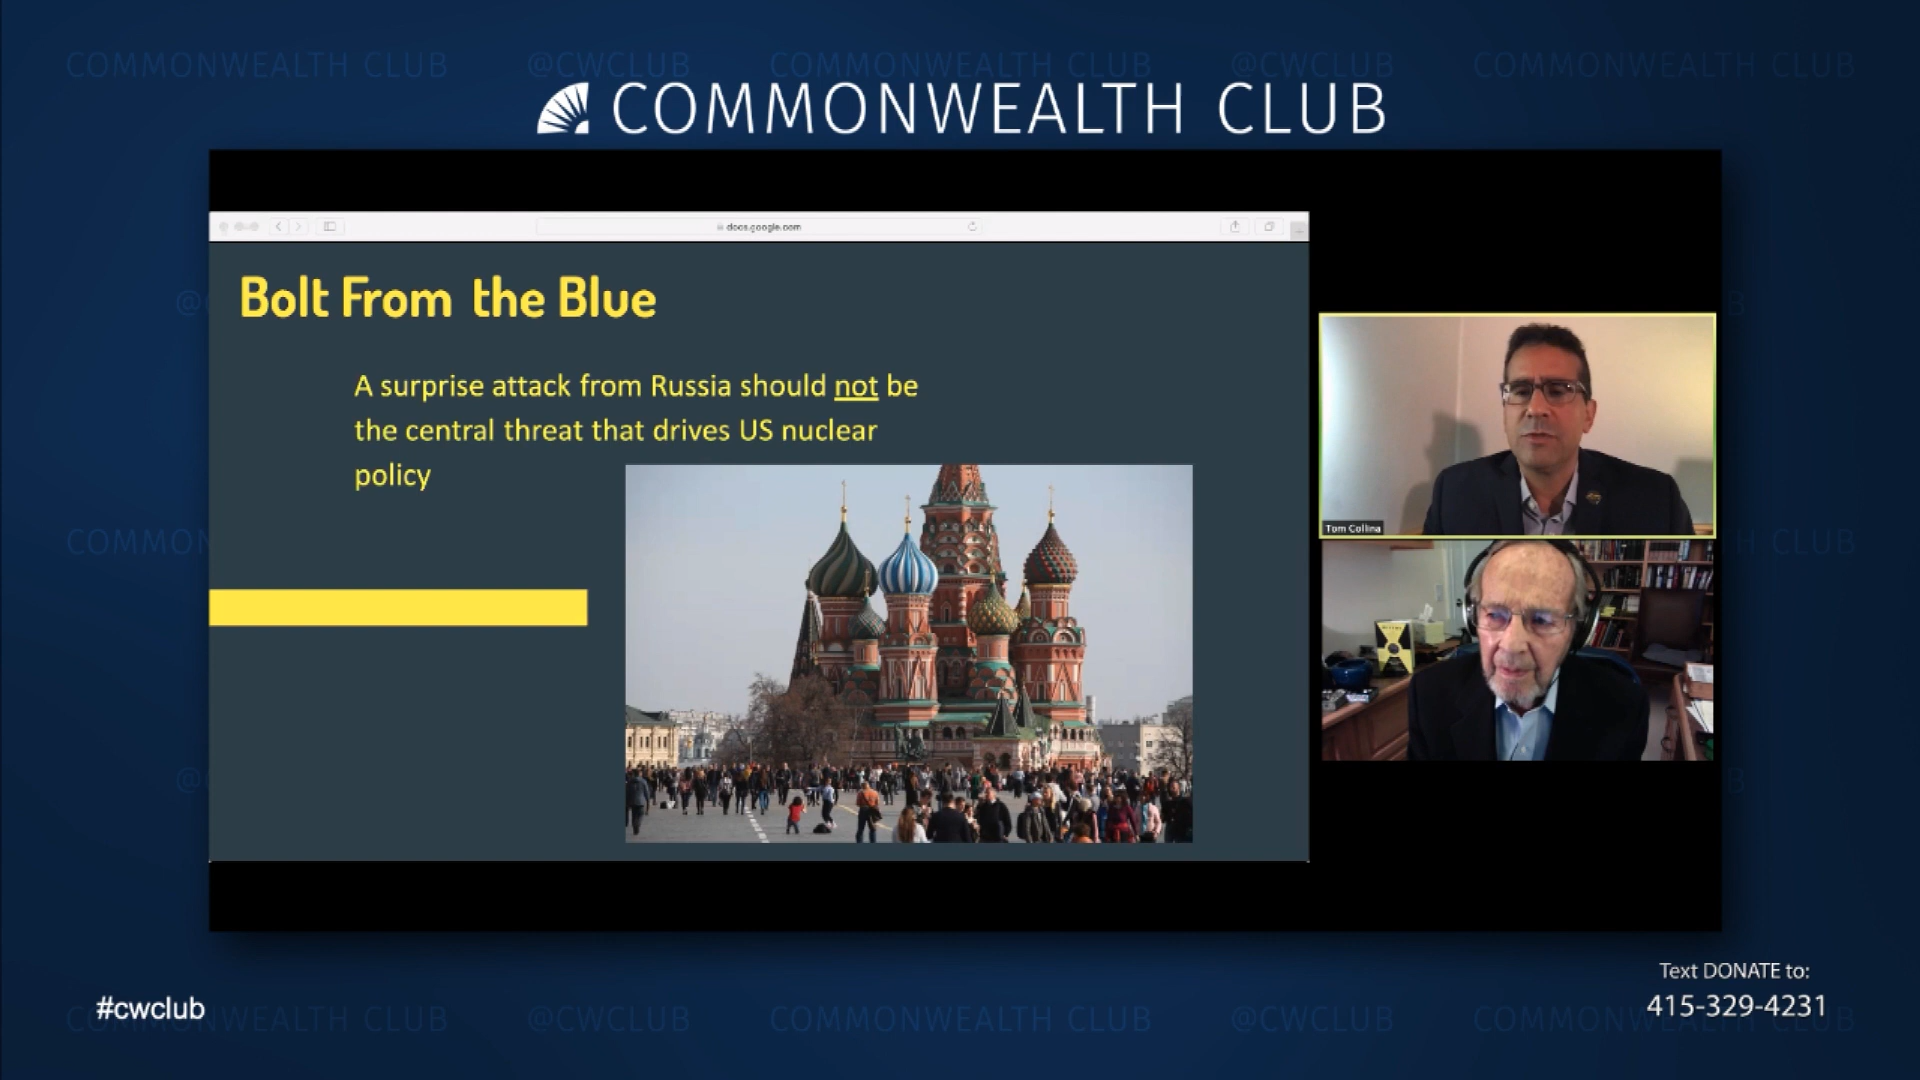 COMMONWEALTH CLUB @CWCLUB COMMONWEALTH CLUB @CWCLUB COMMONWEALTH CLUB
COMMONWEALTH CLUB
docs.google.com
Bolt From the Blue
A surprise attack from Russia should not be
the central threat that drives US nuclear
policy
Tom Collina
Text DONATE to:
415-329-4231
#cwclub
COMMONWEALTH CLUB @CWCLUB COMMONWEALTH CLUB @CWCLUB COMMONWEALTH CLUB